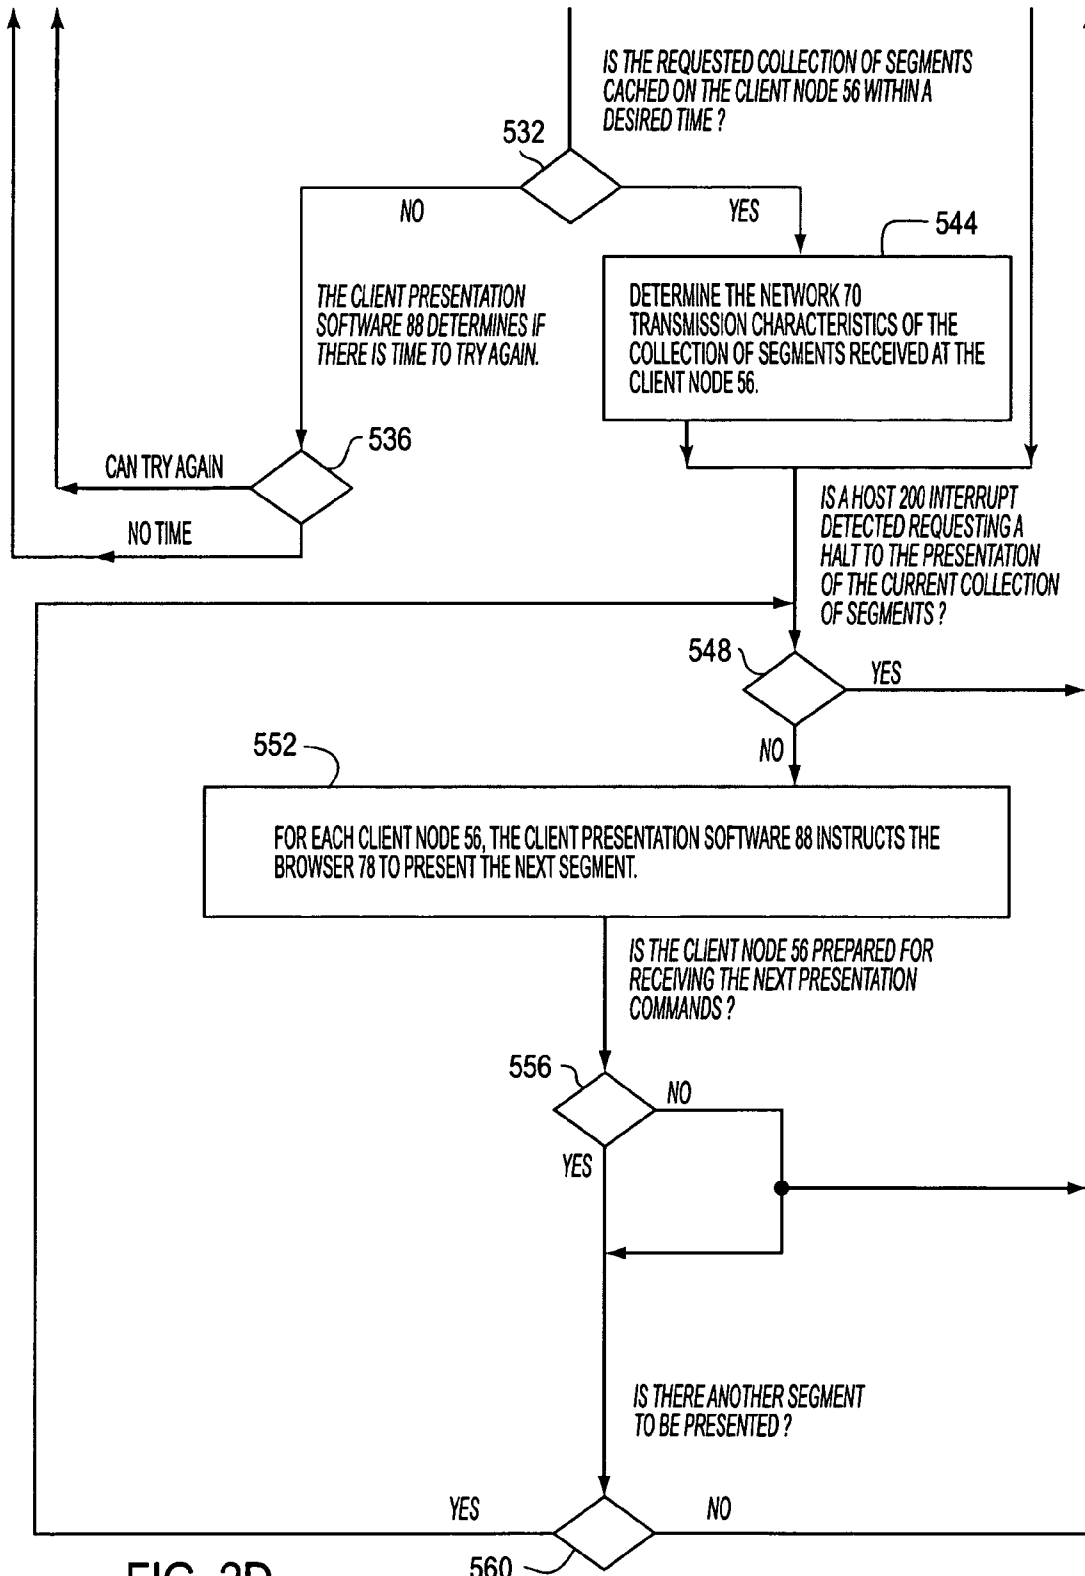 IS THE REQUESTED COLLECTION OF SEGMENTS
CACHED ON THE CLIENT NODE 56 WITHIN A
DESIRED TIME ?
532
NO
YES
544
THE CLIENT PRESENTATION
SOFTWARE 88 DETERMINES IF
THERE IS TIME TO TRY AGAIN.
DETERMINE THE NETWORK 70
TRANSMISSION CHARACTERISTICS OF THE
COLLECTION OF SEGMENTS RECEIVED AT THE
CLIENT NODE 56.
536
CAN TRY AGAIN
NO TIME
IS A HOST 200 INTERRUPT
DETECTED REQUESTING A
HALT TO THE PRESENTATION
OF THE CURRENT COLLECTION
OF SEGMENTS ?
548
YES
NO
552
FOR EACH CLIENT NODE 56, THE CLIENT PRESENTATION SOFTWARE 88 INSTRUCTS THE
BROWSER 78 TO PRESENT THE NEXT SEGMENT.
IS THE CLIENT NODE 56 PREPARED FOR
RECEIVING THE NEXT PRESENTATION
COMMANDS ?
556
NO
YES
IS THERE ANOTHER SEGMENT
TO BE PRESENTED ?
YES
NO
560